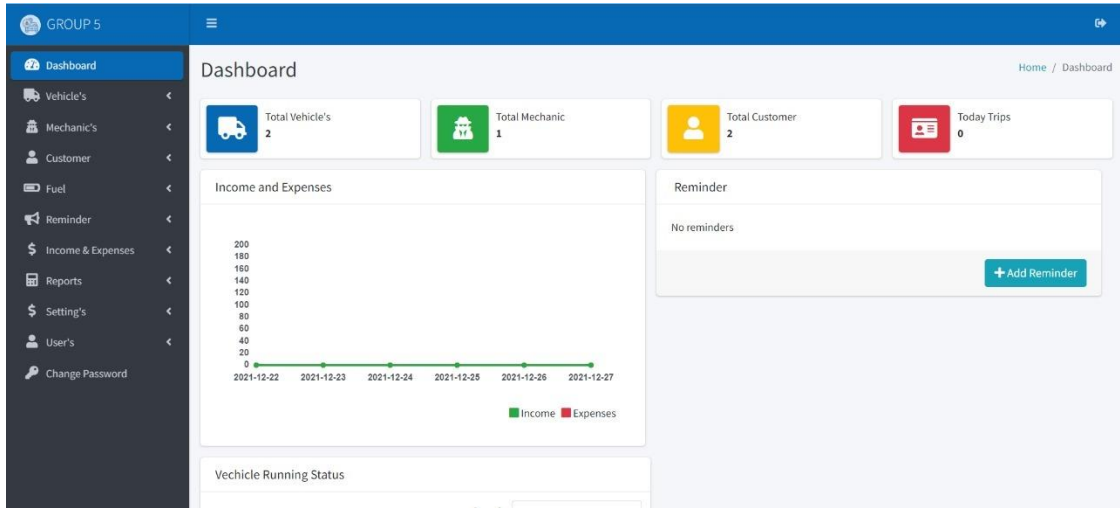 GROUP 5
Dashboard
Vehicle's
Mechanic's
Customer
Fuel
Reminder
Income & Expenses
Reports
Setting's
User's
Change Password
Dashboard
Home / Dashboard
Total Vehicle's
2
Total Mechanic
1
Total Customer
2
Today Trips
0
Income and Expenses
200
180
160
140
120
100
80
60
40
20
0
2021-12-22 2021-12-23 2021-12-24 2021-12-25 2021-12-26 2021-12-27
Income Expenses
Reminder
No reminders
+ Add Reminder
Vechicle Running Status